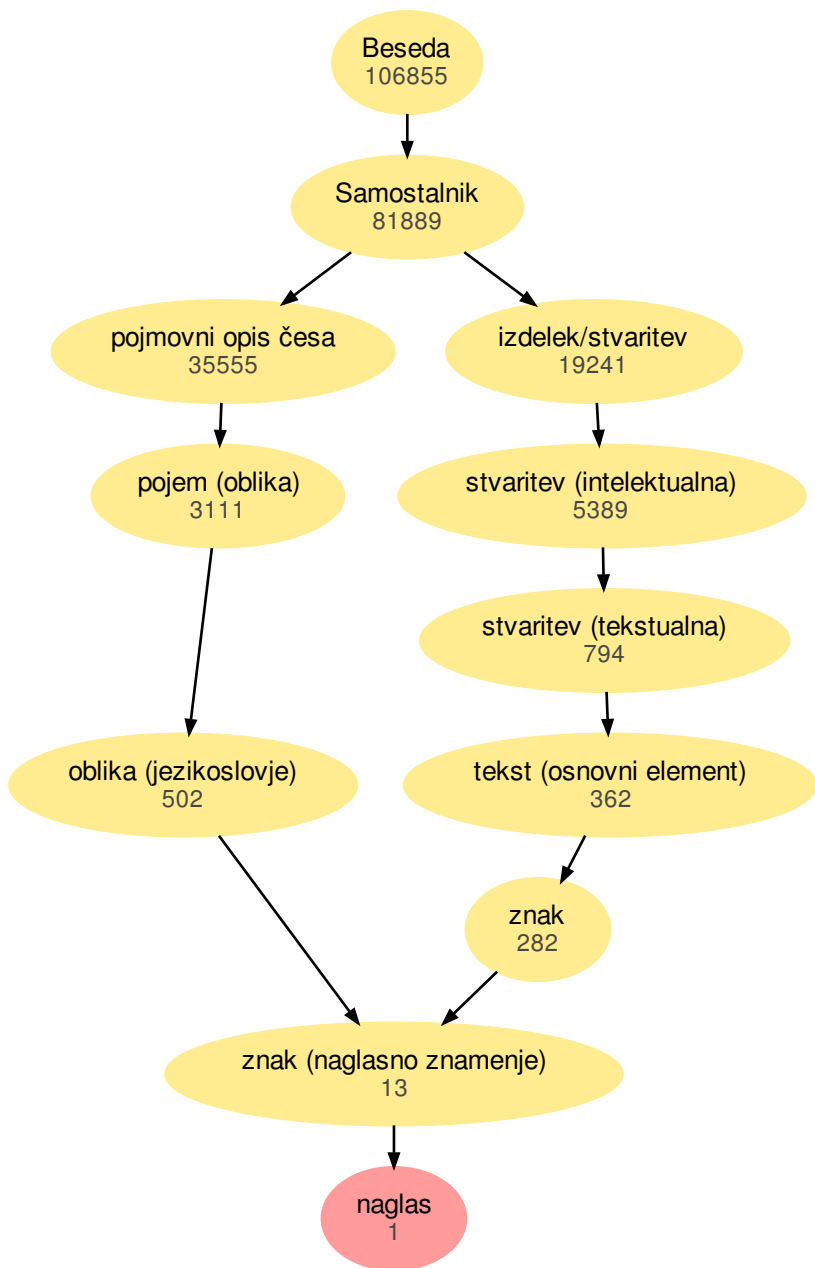 Beseda
106855
Samostalnik
81889
pojmovni opis česa
35555
izdelek/stvaritev
19241
pojem (oblika)
3111
stvaritev (intelektualna)
5389
stvaritev (tekstualna)
794
oblika (jezikoslovje)
502
tekst (osnovni element)
362
znak
282
znak (naglasno znamenje)
13
naglas
1